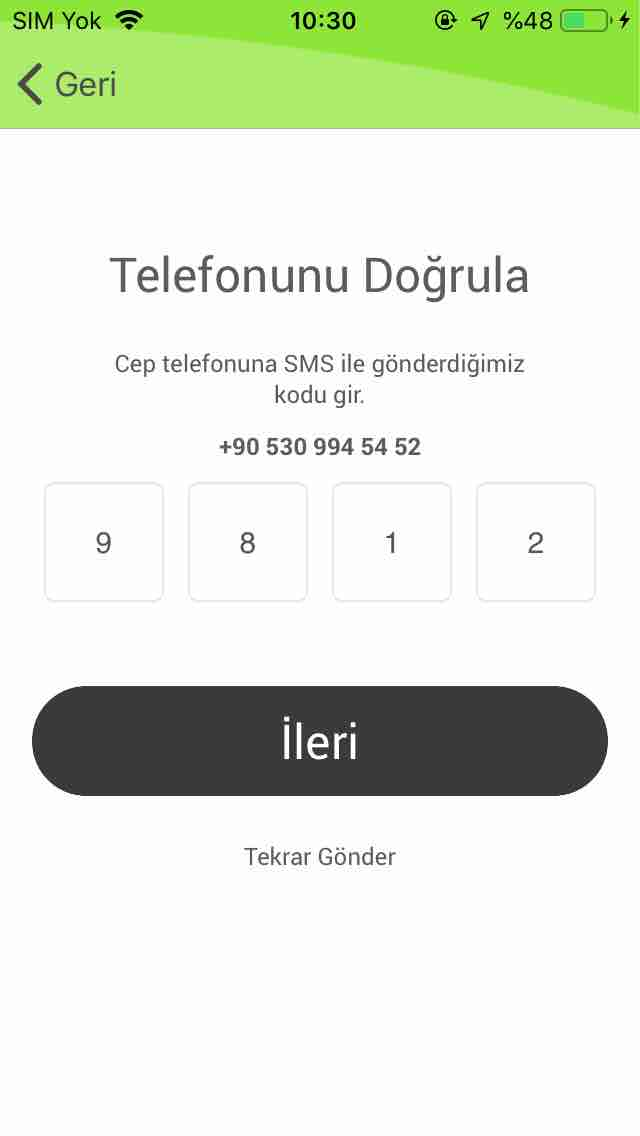 SIM Yok 10:30 %48
Geri
Telefonunu Doğrula
Cep telefonuna SMS ile gönderdiğimiz
kodu gir.
+90 530 994 54 52
9 8 1 2
İleri
Tekrar Gönder